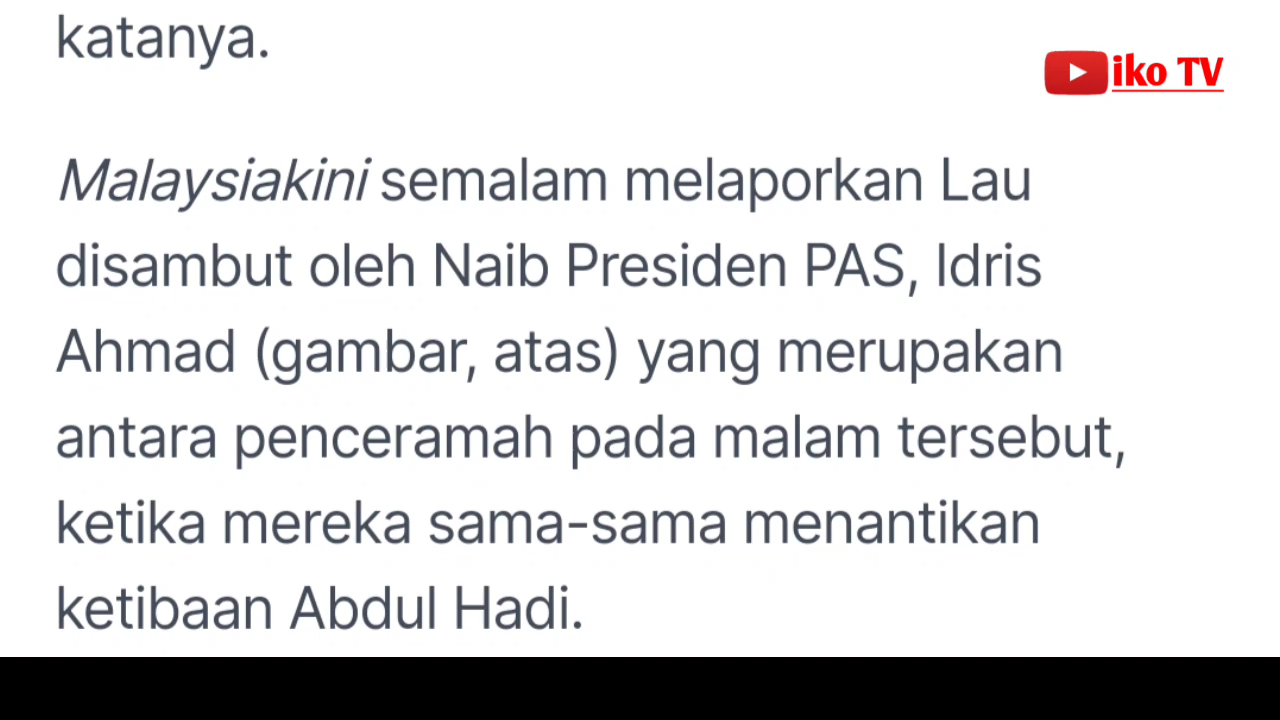 katanya.
iko TV
Malaysiakini semalam melaporkan Lau
disambut oleh Naib Presiden PAS, Idris
Ahmad (gambar, atas) yang merupakan
antara penceramah pada malam tersebut,
ketika mereka sama-sama menantikan
ketibaan Abdul Hadi.